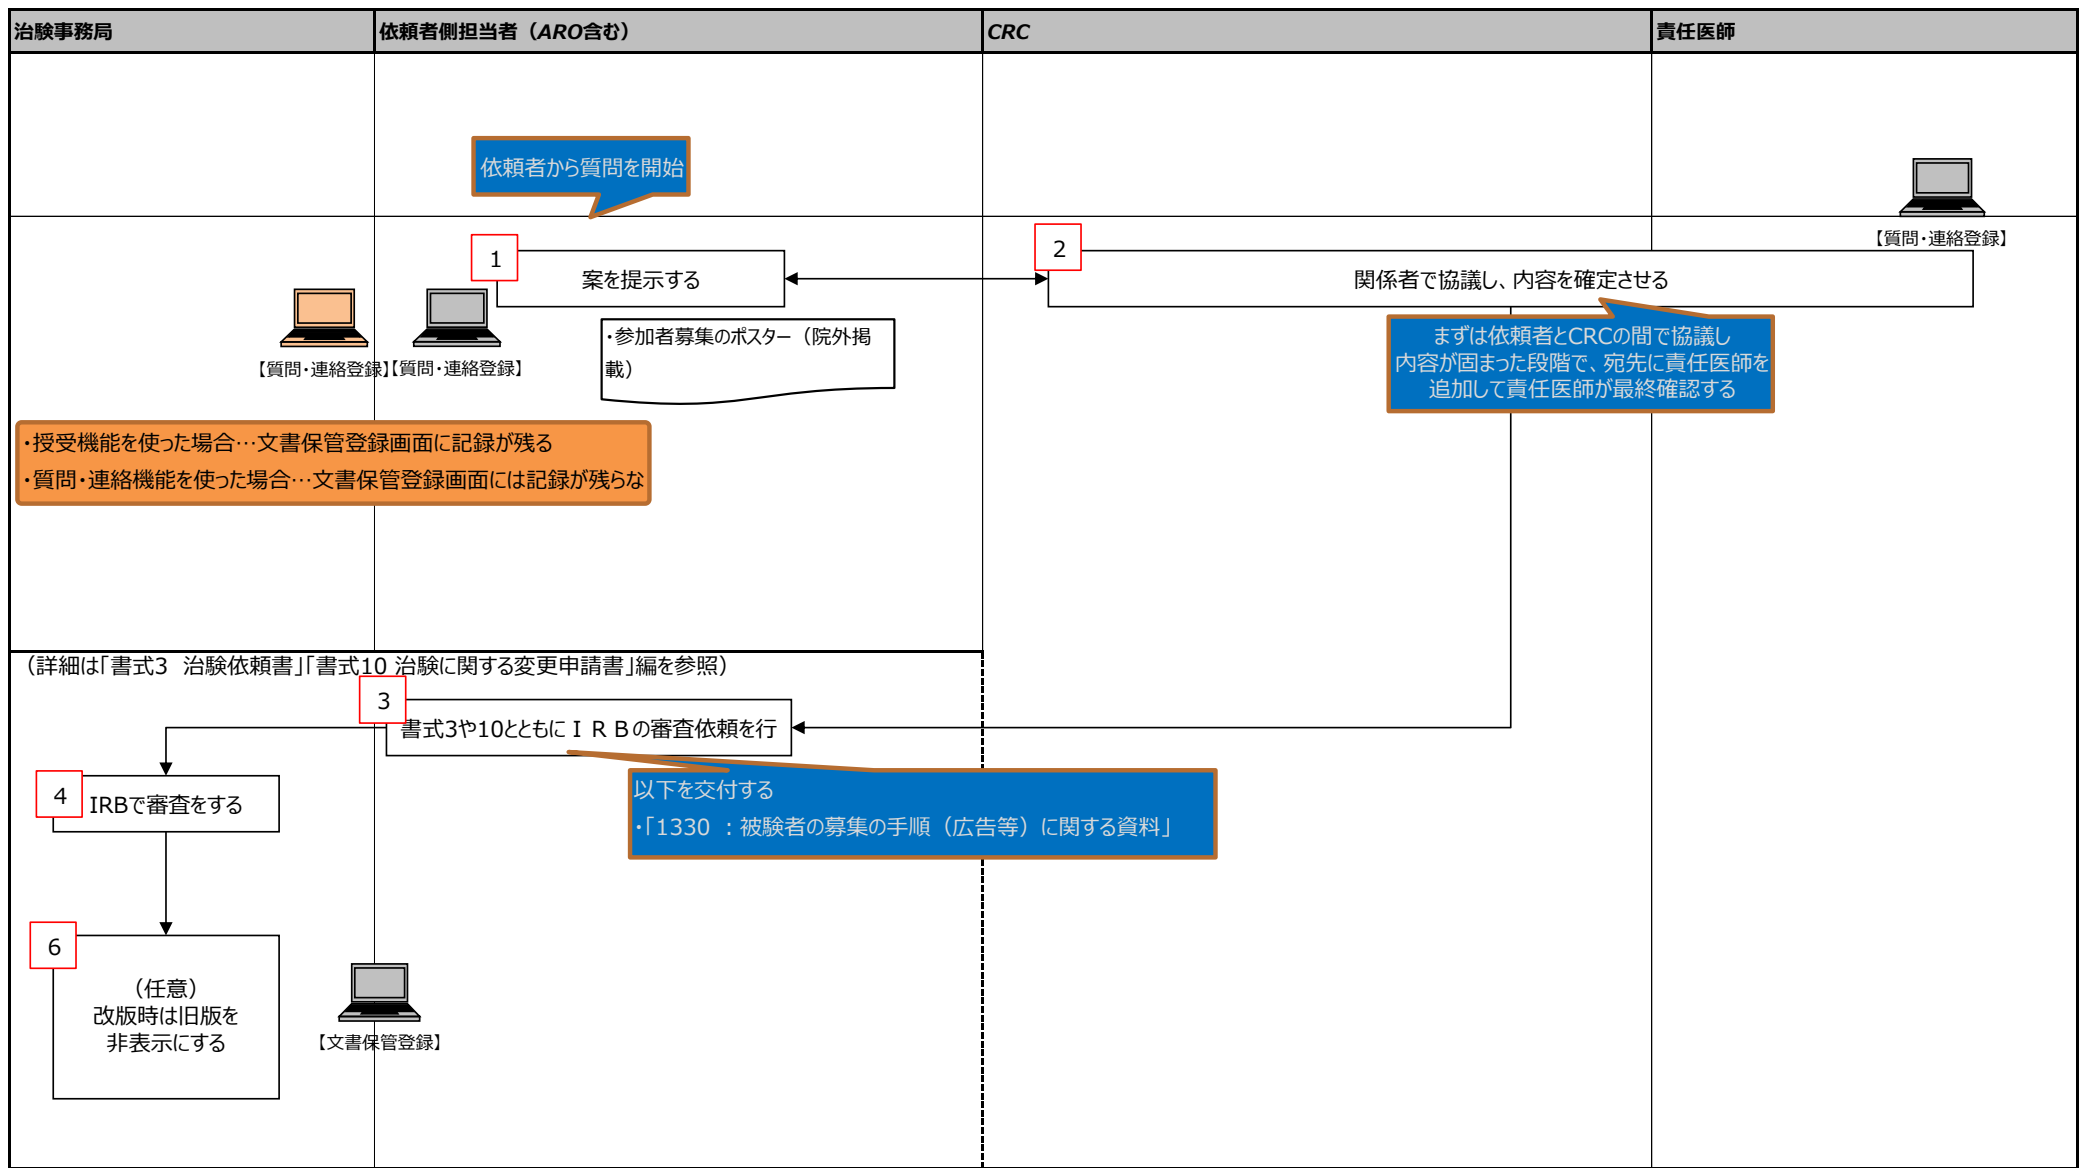 治験事務局
依頼者側担当者（ARO含む）
CRC
責任医師
依頼者から質問を開始
【質問・連絡登録】
1
案を提示する
2
関係者で協議し、内容を確定させる
【質問・連絡登録】
【質問・連絡登録】
・参加者募集のポスター（院外掲
載）
まずは依頼者とCRCの間で協議し
内容が固まった段階で、宛先に責任医師を
追加して責任医師が最終確認する
・授受機能を使った場合…文書保管登録画面に記録が残る
・質問・連絡機能を使った場合…文書保管登録画面には記録が残らな
（詳細は「書式3　治験依頼書」「書式10 治験に関する変更申請書」編を参照）
3
書式3や10とともにＩＲＢの審査依頼を行
以下を交付する
・「1330 ：被験者の募集の手順（広告等）に関する資料」
4
IRBで審査をする
6
（任意）
改版時は旧版を
非表示にする
【文書保管登録】